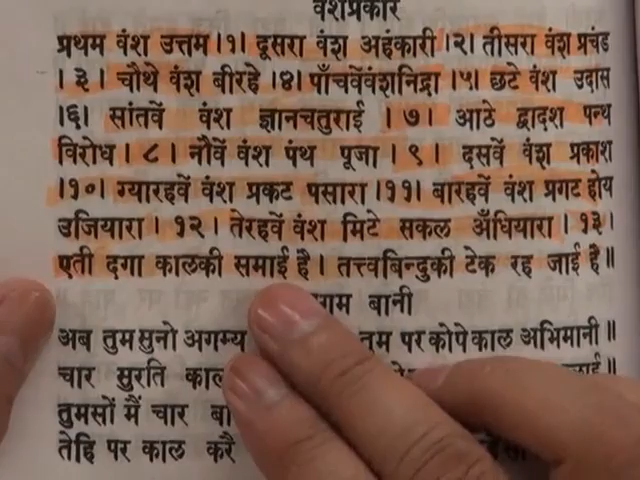 वंशप्रकार
प्रथम वंश उत्तम।१। दूसरा वंश अहंकारी।२। तीसरा वंश प्रचंड
।३। चौथे वंश बीरहे।४। पाँचवेंवंशनिद्रा।५। छटे वंश उदास
।६। सांतवें वंश ज्ञानचतुराई।७। आठे द्वादश पन्थ
विरोध।८। नौवें वंश पंथ पूजा।९। दसवें वंश प्रकाश
।१०। ग्यारहवें वंश प्रकट पसारा।११। बारहवें वंश प्रगट होय
उजियारा।१२। तेरहवें वंश मिटे सकल अँधियारा।१३।
एती दगा कालकी समाई है। तत्त्वबिन्दुकी टेक रह जाई है॥
बानी
अब तुम सुनो अगम्य तुम पर कोपे काल अभिमानी॥
चार सुरति
तुमसों मैं चार
तेहि पर काल करै